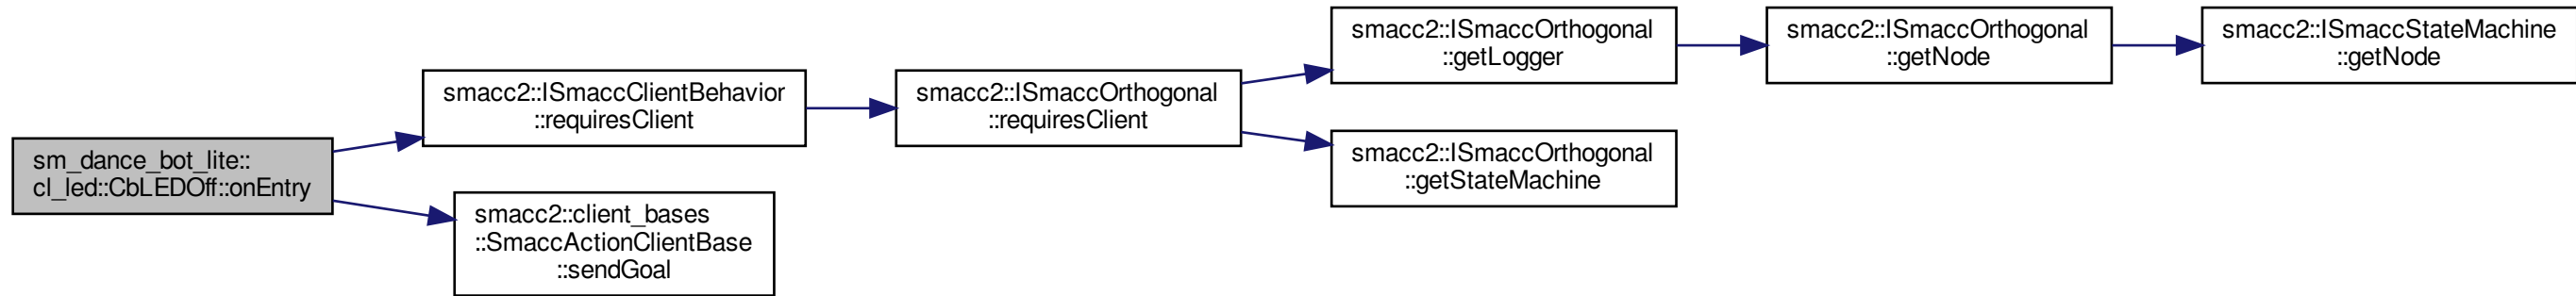 sm_dance_bot_lite::
cl_led::CbLEDOff::onEntry
smacc2::ISmaccClientBehavior
::requiresClient
smacc2::client_bases
::SmaccActionClientBase
::sendGoal
smacc2::ISmaccOrthogonal
::requiresClient
smacc2::ISmaccOrthogonal
::getLogger
smacc2::ISmaccOrthogonal
::getStateMachine
smacc2::ISmaccOrthogonal
::getNode
smacc2::ISmaccStateMachine
::getNode